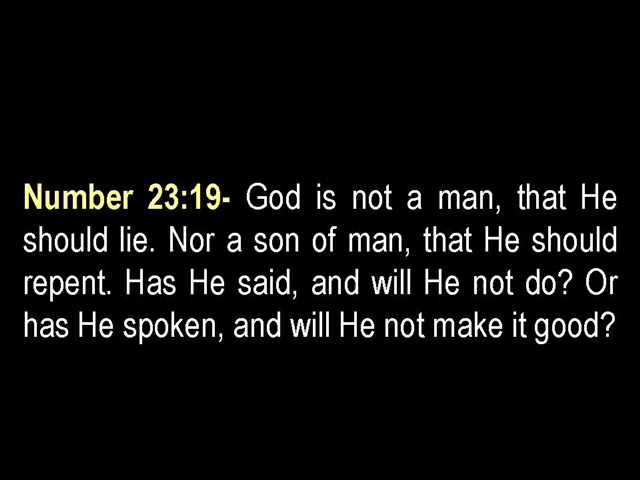 Number 23:19- God is not a man, that He
should lie. Nor a son of man, that He should
repent. Has He said, and will He not do? Or
has He spoken, and will He not make it good?